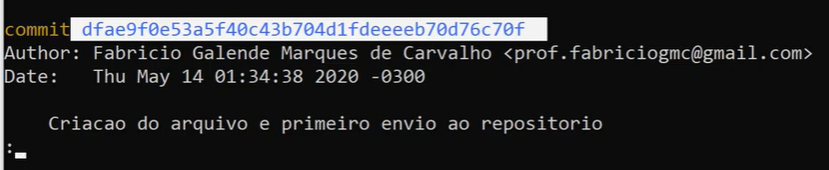 commit dfae9f0e53a5f40c43b704d1fdeeeeb70d76c70f
Author: Fabricio Galende Marques de Carvalho <prof.fabriciogmc@gmail.com>
Date:   Thu May 14 01:34:38 2020 -0300
Criacao do arquivo e primeiro envio ao repositorio
: